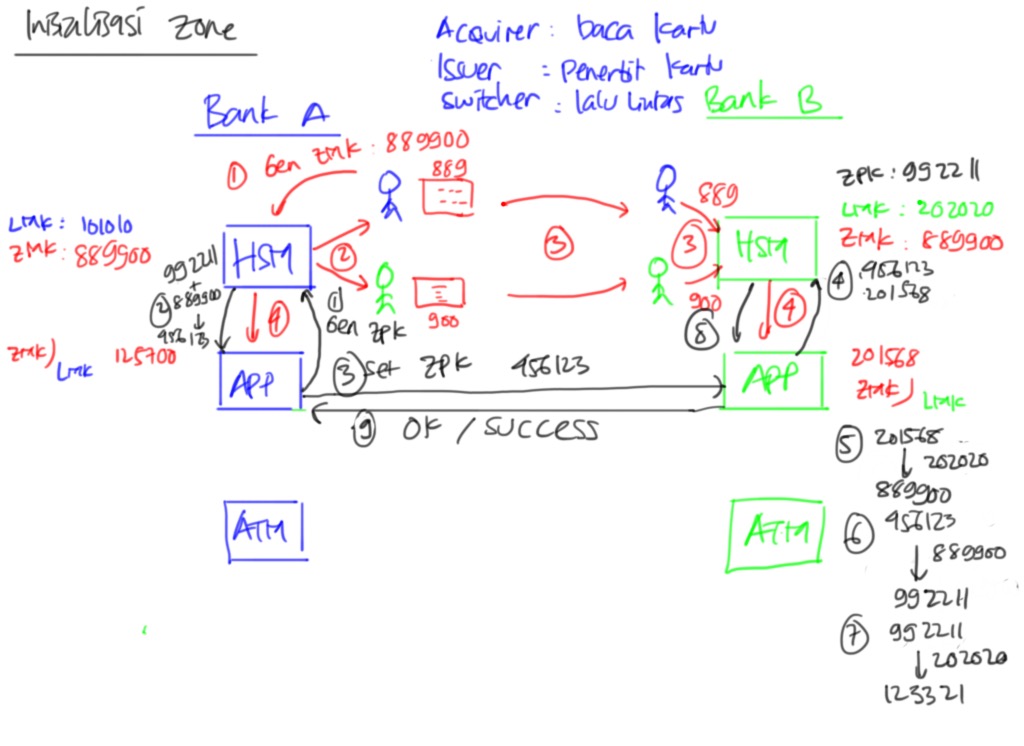 Inisialisasi Zone
Acquirer : baca kartu
Issuer : Penerbit kartu
Switcher : lalu lintas
Bank A
Bank B
① Gen ZMK : 889900
889
889
ZPK : 992211
LMK : 101010
LMK : 202020
ZMK : 889900
ZMK : 889900
HSM
②
③
③
HSM
992211
+
② 889900
456123
④ 456123
201568
900
900
① Gen ZPK
④
⑧
④
ZMK)LMK 125700
APP
③ Set ZPK 456123
APP
201568
ZMK)LMK
⑨ OK / SUCCESS
⑤ 201568
202020
889900
ATM
ATM
⑥ 456123
889900
992211
⑦ 992211
202020
123321